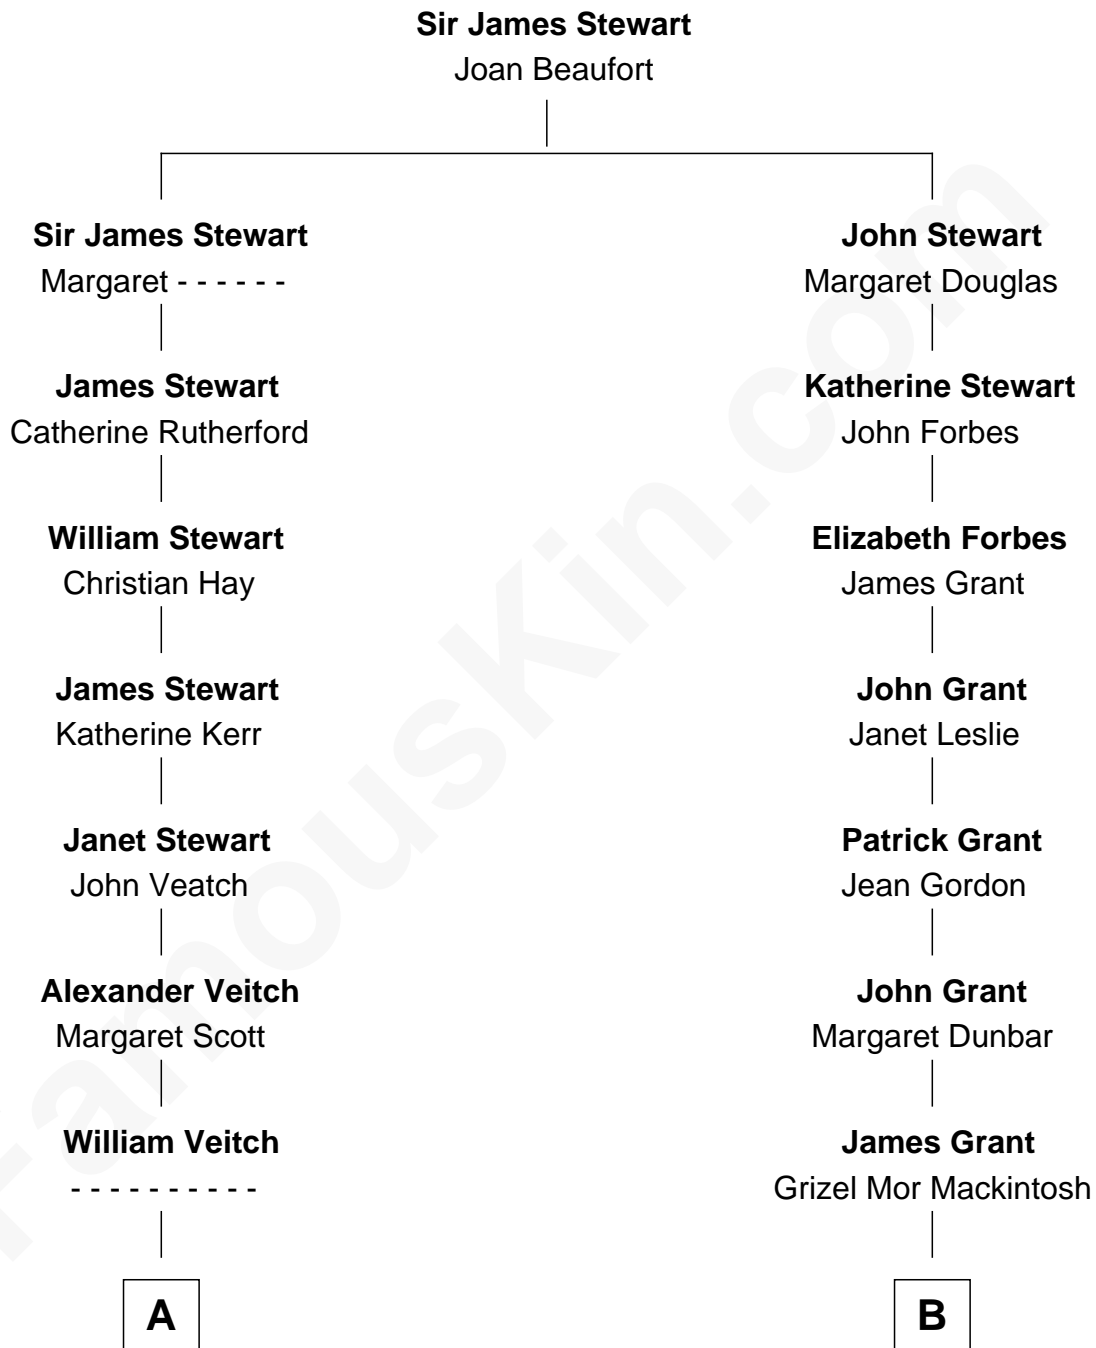 Sir James Stewart
Joan Beaufort
Sir James Stewart
Margaret - - - - - -
James Stewart
Catherine Rutherford
William Stewart
Christian Hay
James Stewart
Katherine Kerr
Janet Stewart
John Veatch
Alexander Veitch
Margaret Scott
William Veitch
- - - - - - - - - -
A
John Stewart
Margaret Douglas
Katherine Stewart
John Forbes
Elizabeth Forbes
James Grant
John Grant
Janet Leslie
Patrick Grant
Jean Gordon
John Grant
Margaret Dunbar
James Grant
Grizel Mor Mackintosh
B
FamousKin.com